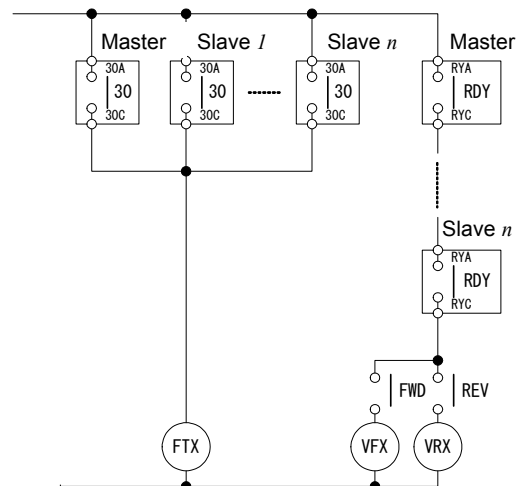 Master Slave 1 Slave n Master
30A 30A 30A RYA
30 30 30 RDY
30C 30C 30C RYC
Slave n
RYA
RDY
RYC
FWD REV
FTX VFX VRX